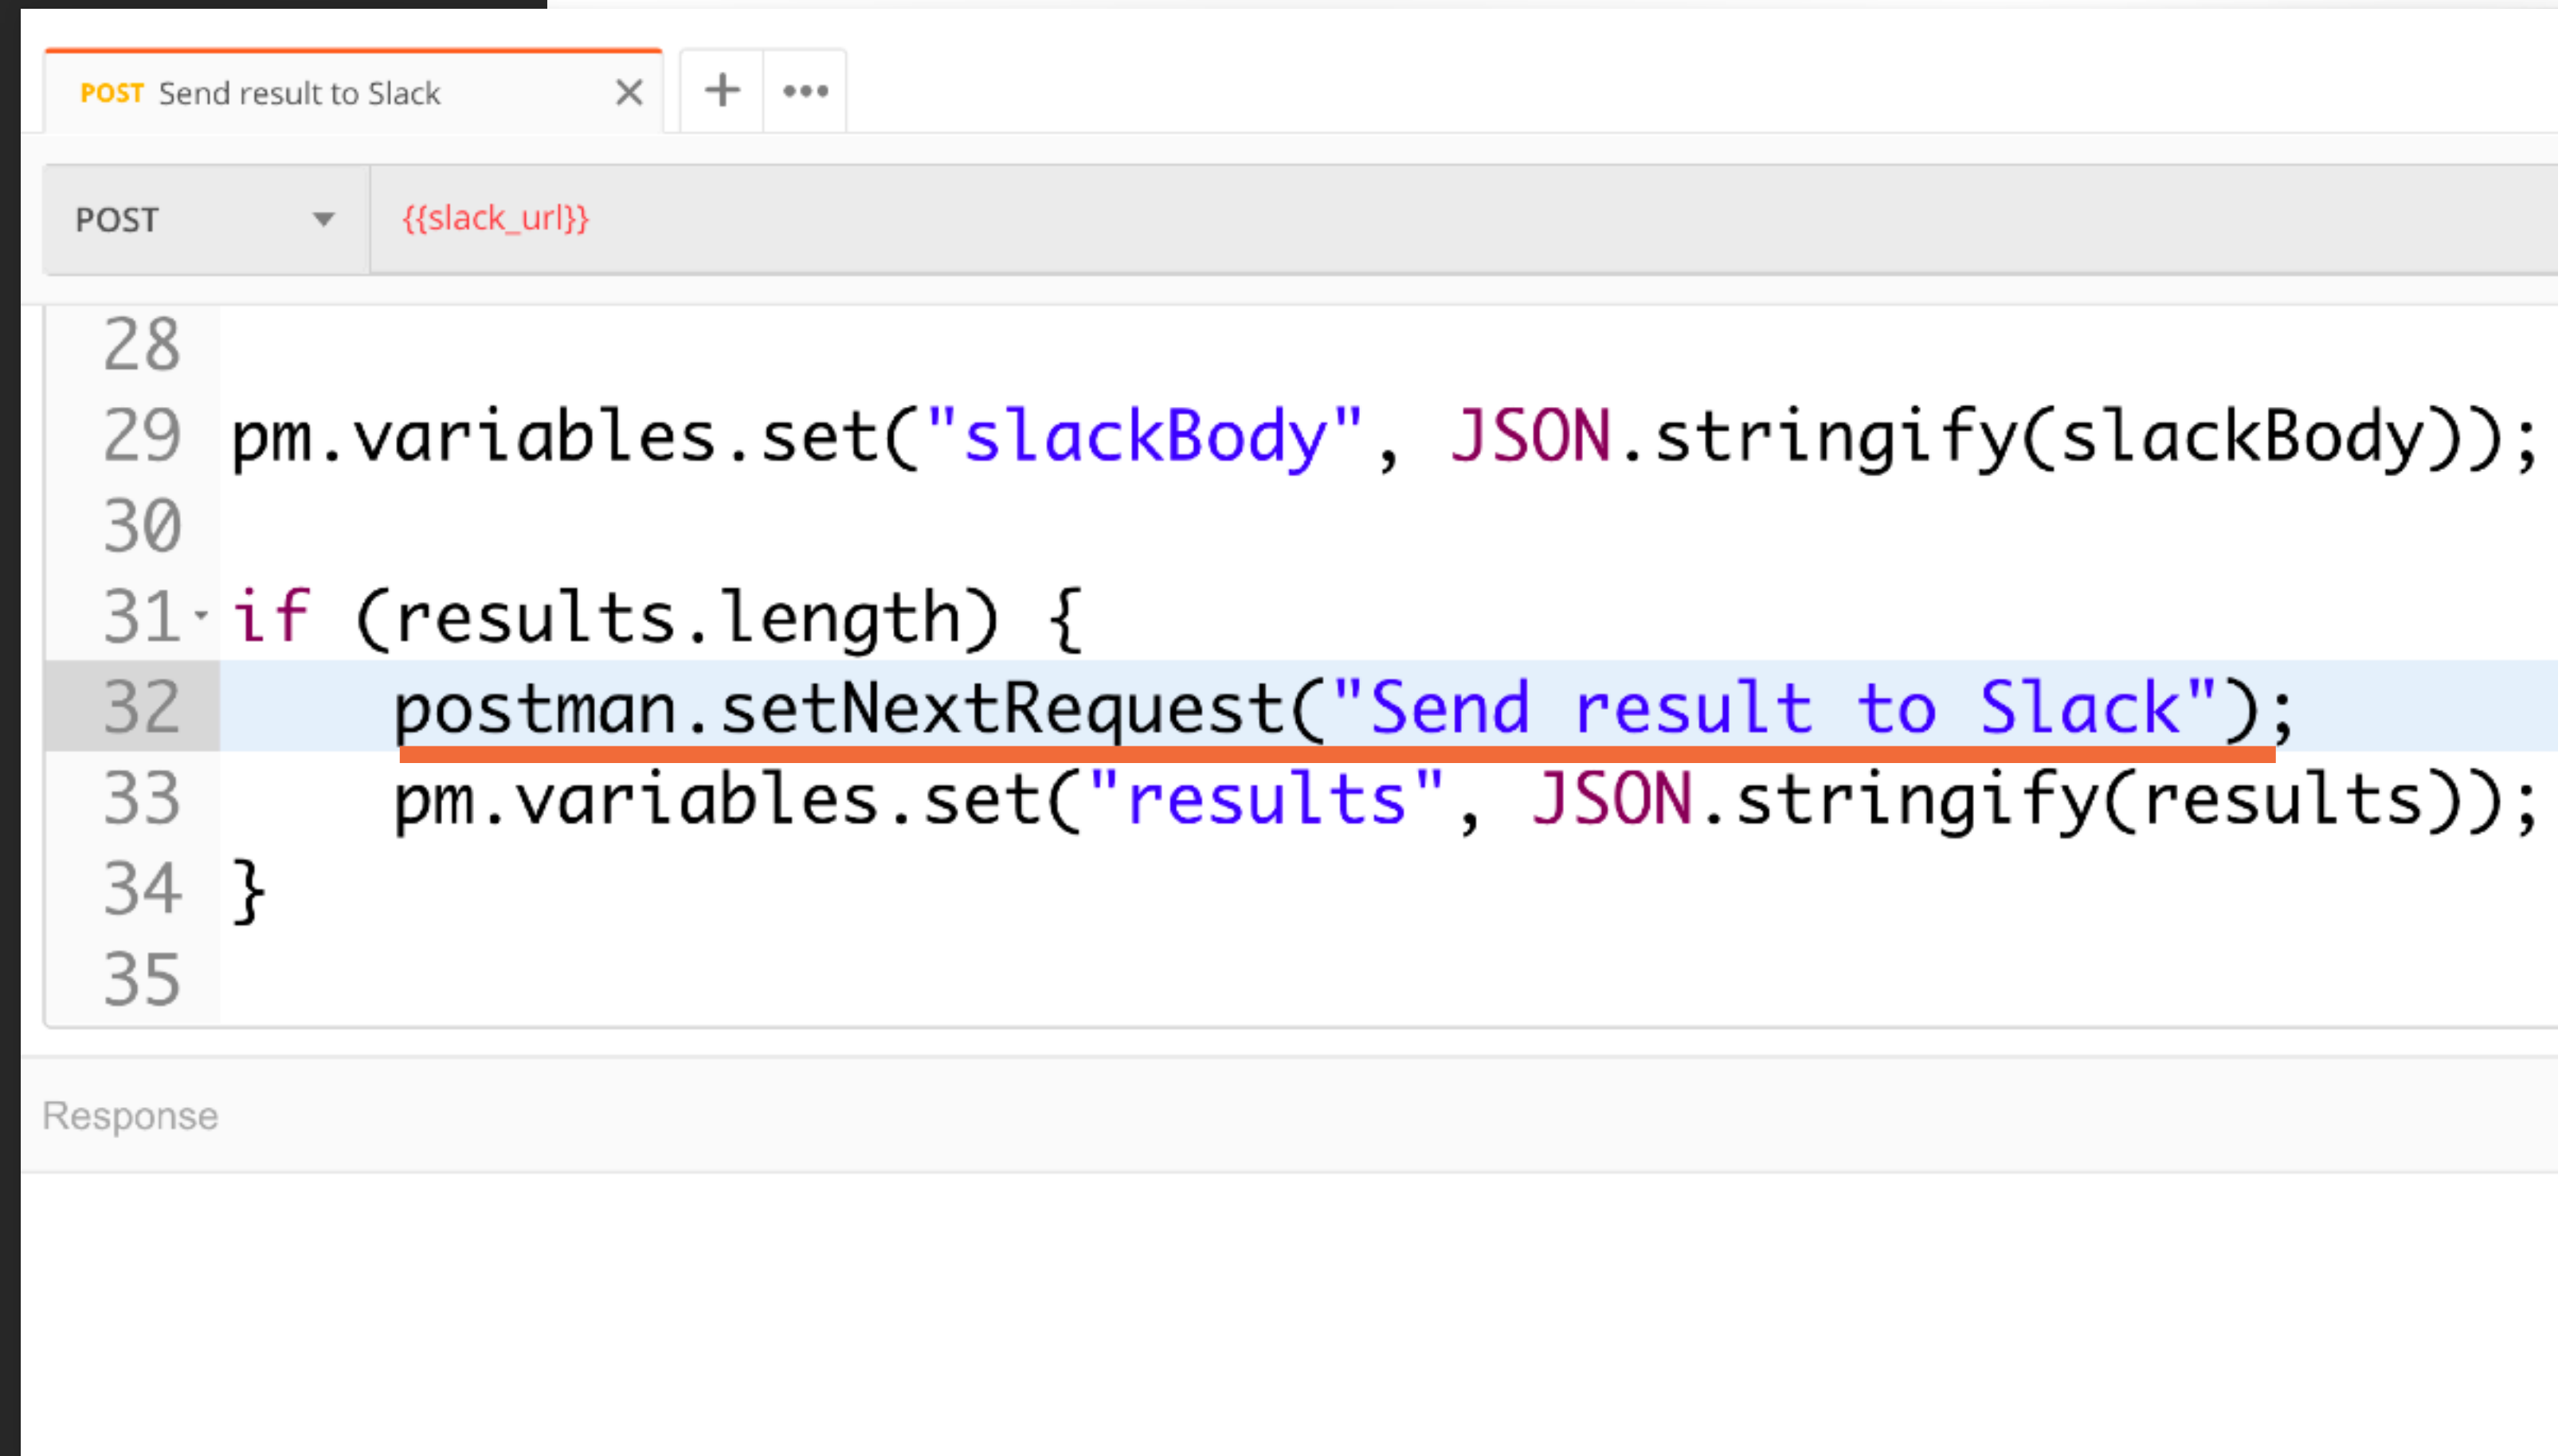 POST Send result to Slack
POST {{slack_url}}
28
29 pm.variables.set("slackBody", JSON.stringify(slackBody));
30
31 if (results.length) {
32     postman.setNextRequest("Send result to Slack");
33     pm.variables.set("results", JSON.stringify(results));
34 }
35
Response